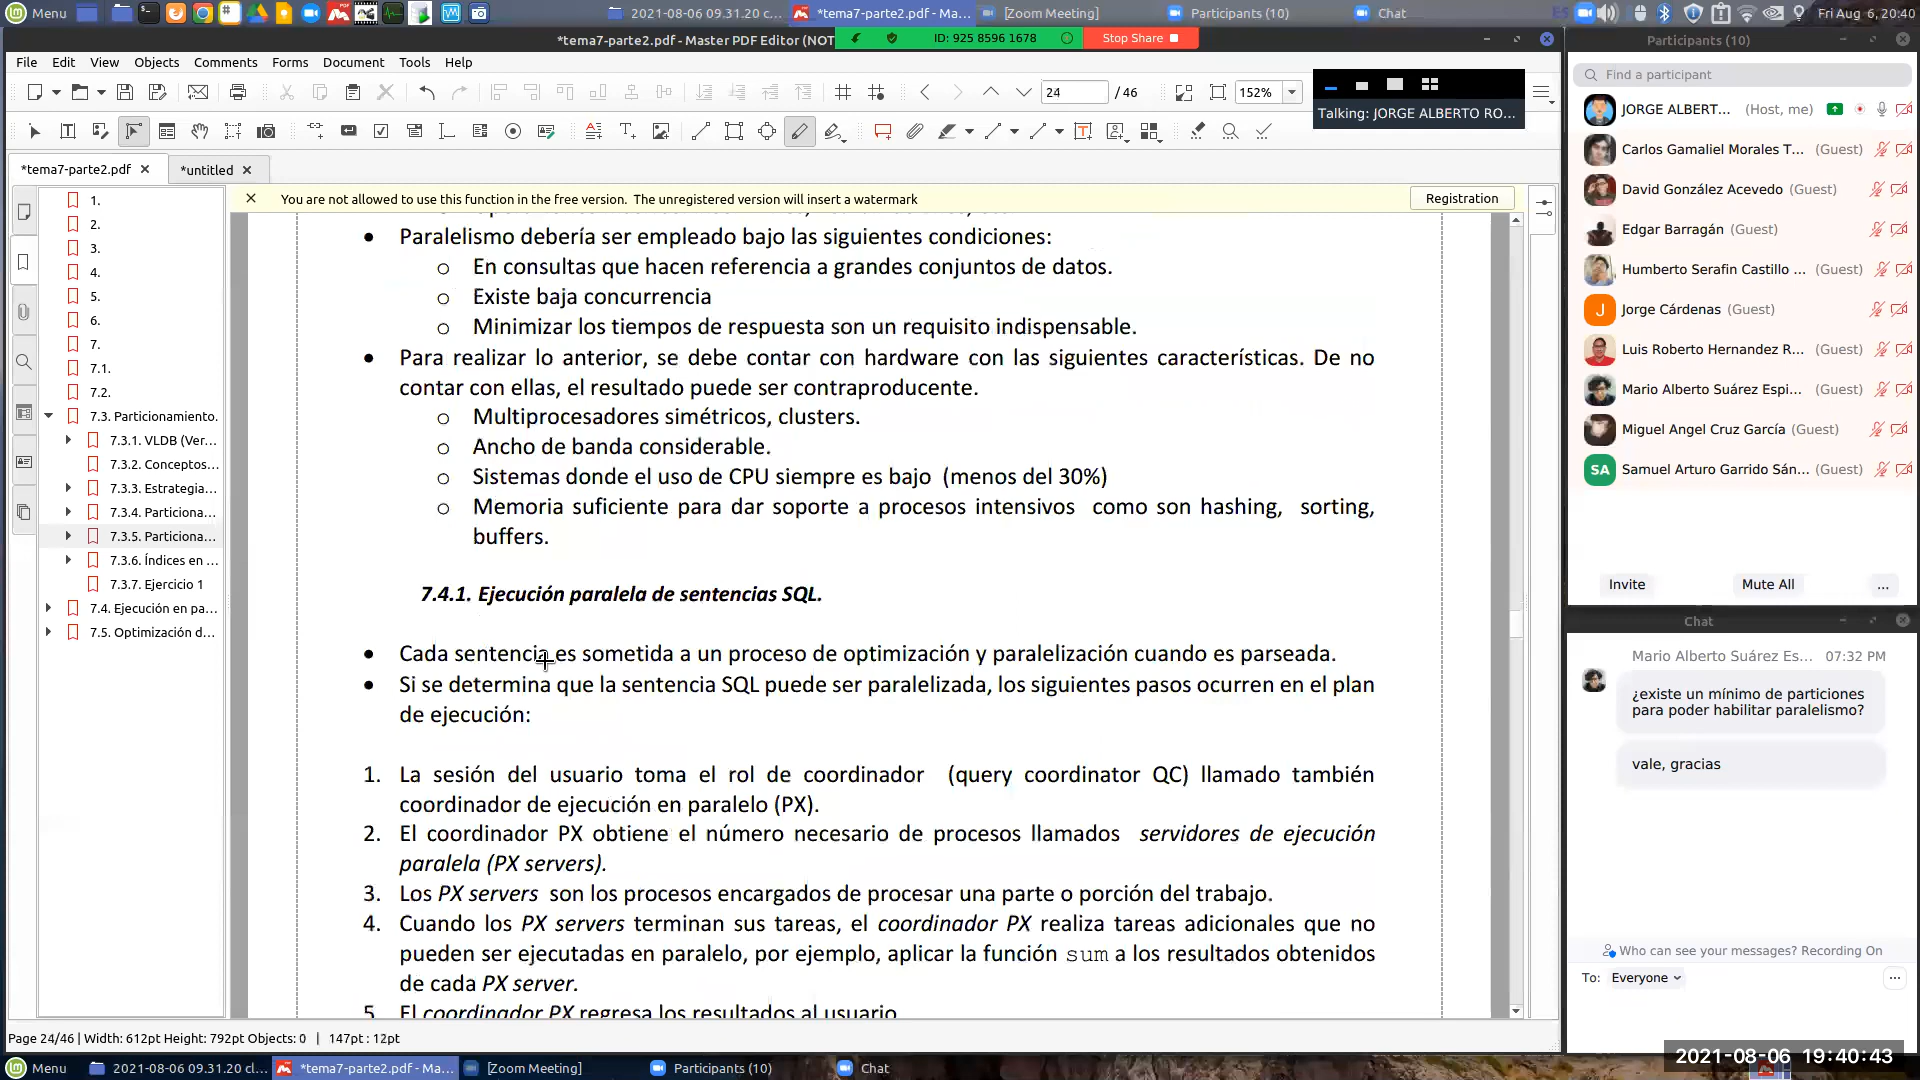 Menu
2021-08-06 09.31.20 c...
*tema7-parte2.pdf - Ma...
[Zoom Meeting]
Participants (10)
Chat
Fri Aug 6, 20:40
*tema7-parte2.pdf - Master PDF Editor (NOT
ID: 925 8596 1678
Stop Share
Participants (10)
File Edit View Objects Comments Forms Document Tools Help
24 / 46
152%
Talking: JORGE ALBERTO RO...
Find a participant
*tema7-parte2.pdf
*untitled
You are not allowed to use this function in the free version. The unregistered version will insert a watermark
Registration
1.
2.
3.
4.
5.
6.
7.
7.1.
7.2.
7.3. Particionamiento.
7.3.1. VLDB (Ver...
7.3.2. Conceptos...
7.3.3. Estrategia...
7.3.4. Particiona...
7.3.5. Particiona...
7.3.6. Índices en ...
7.3.7. Ejercicio 1
7.4. Ejecución en pa...
7.5. Optimización d...
• Paralelismo debería ser empleado bajo las siguientes condiciones:
o En consultas que hacen referencia a grandes conjuntos de datos.
o Existe baja concurrencia
o Minimizar los tiempos de respuesta son un requisito indispensable.
• Para realizar lo anterior, se debe contar con hardware con las siguientes características. De no
contar con ellas, el resultado puede ser contraproducente.
o Multiprocesadores simétricos, clusters.
o Ancho de banda considerable.
o Sistemas donde el uso de CPU siempre es bajo (menos del 30%)
o Memoria suficiente para dar soporte a procesos intensivos como son hashing, sorting,
buffers.
7.4.1. Ejecución paralela de sentencias SQL.
• Cada sentencia es sometida a un proceso de optimización y paralelización cuando es parseada.
• Si se determina que la sentencia SQL puede ser paralelizada, los siguientes pasos ocurren en el plan
de ejecución:
1. La sesión del usuario toma el rol de coordinador (query coordinator QC) llamado también
coordinador de ejecución en paralelo (PX).
2. El coordinador PX obtiene el número necesario de procesos llamados servidores de ejecución
paralela (PX servers).
3. Los PX servers son los procesos encargados de procesar una parte o porción del trabajo.
4. Cuando los PX servers terminan sus tareas, el coordinador PX realiza tareas adicionales que no
pueden ser ejecutadas en paralelo, por ejemplo, aplicar la función sum a los resultados obtenidos
de cada PX server.
5. El coordinador PX regresa los resultados al usuario
JORGE ALBERT... (Host, me)
Carlos Gamaliel Morales T... (Guest)
David González Acevedo (Guest)
Edgar Barragán (Guest)
Humberto Serafin Castillo ... (Guest)
J Jorge Cárdenas (Guest)
Luis Roberto Hernandez R... (Guest)
Mario Alberto Suárez Espi... (Guest)
Miguel Angel Cruz García (Guest)
SA Samuel Arturo Garrido Sán... (Guest)
Invite
Mute All
...
Chat
Mario Alberto Suárez Es... 07:32 PM
¿existe un mínimo de particiones
para poder habilitar paralelismo?
vale, gracias
Who can see your messages? Recording On
To: Everyone
Page 24/46 | Width: 612pt Height: 792pt Objects: 0 | 147pt : 12pt
Menu
2021-08-06 09.31.20 cl...
*tema7-parte2.pdf - Ma...
[Zoom Meeting]
Participants (10)
Chat
2021-08-06 19:40:43